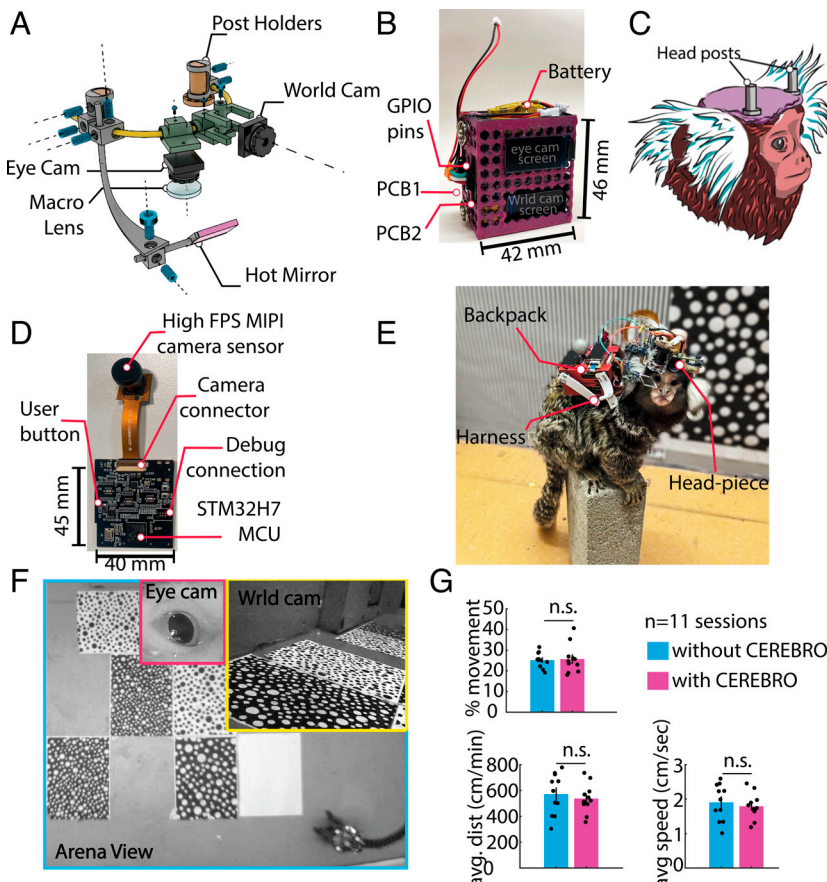 A
Post Holders
World Cam
Eye Cam
Macro
Lens
Hot Mirror
B
Battery
GPIO
pins
eye cam
screen
PCB1
Wrld cam
screen
PCB2
46 mm
42 mm
C
Head posts
D
High FPS MIPI
camera sensor
User
button
Camera
connector
Debug
connection
STM32H7
MCU
45 mm
40 mm
E
Backpack
Harness
Head-piece
F
Eye cam
Wrld cam
Arena View
G
n.s.
n=11 sessions
without CEREBRO
with CEREBRO
% movement
50
40
30
20
10
0
n.s.
avg. dist (cm/min)
800
600
400
200
0
n.s.
avg speed (cm/sec)
3
2
1
0